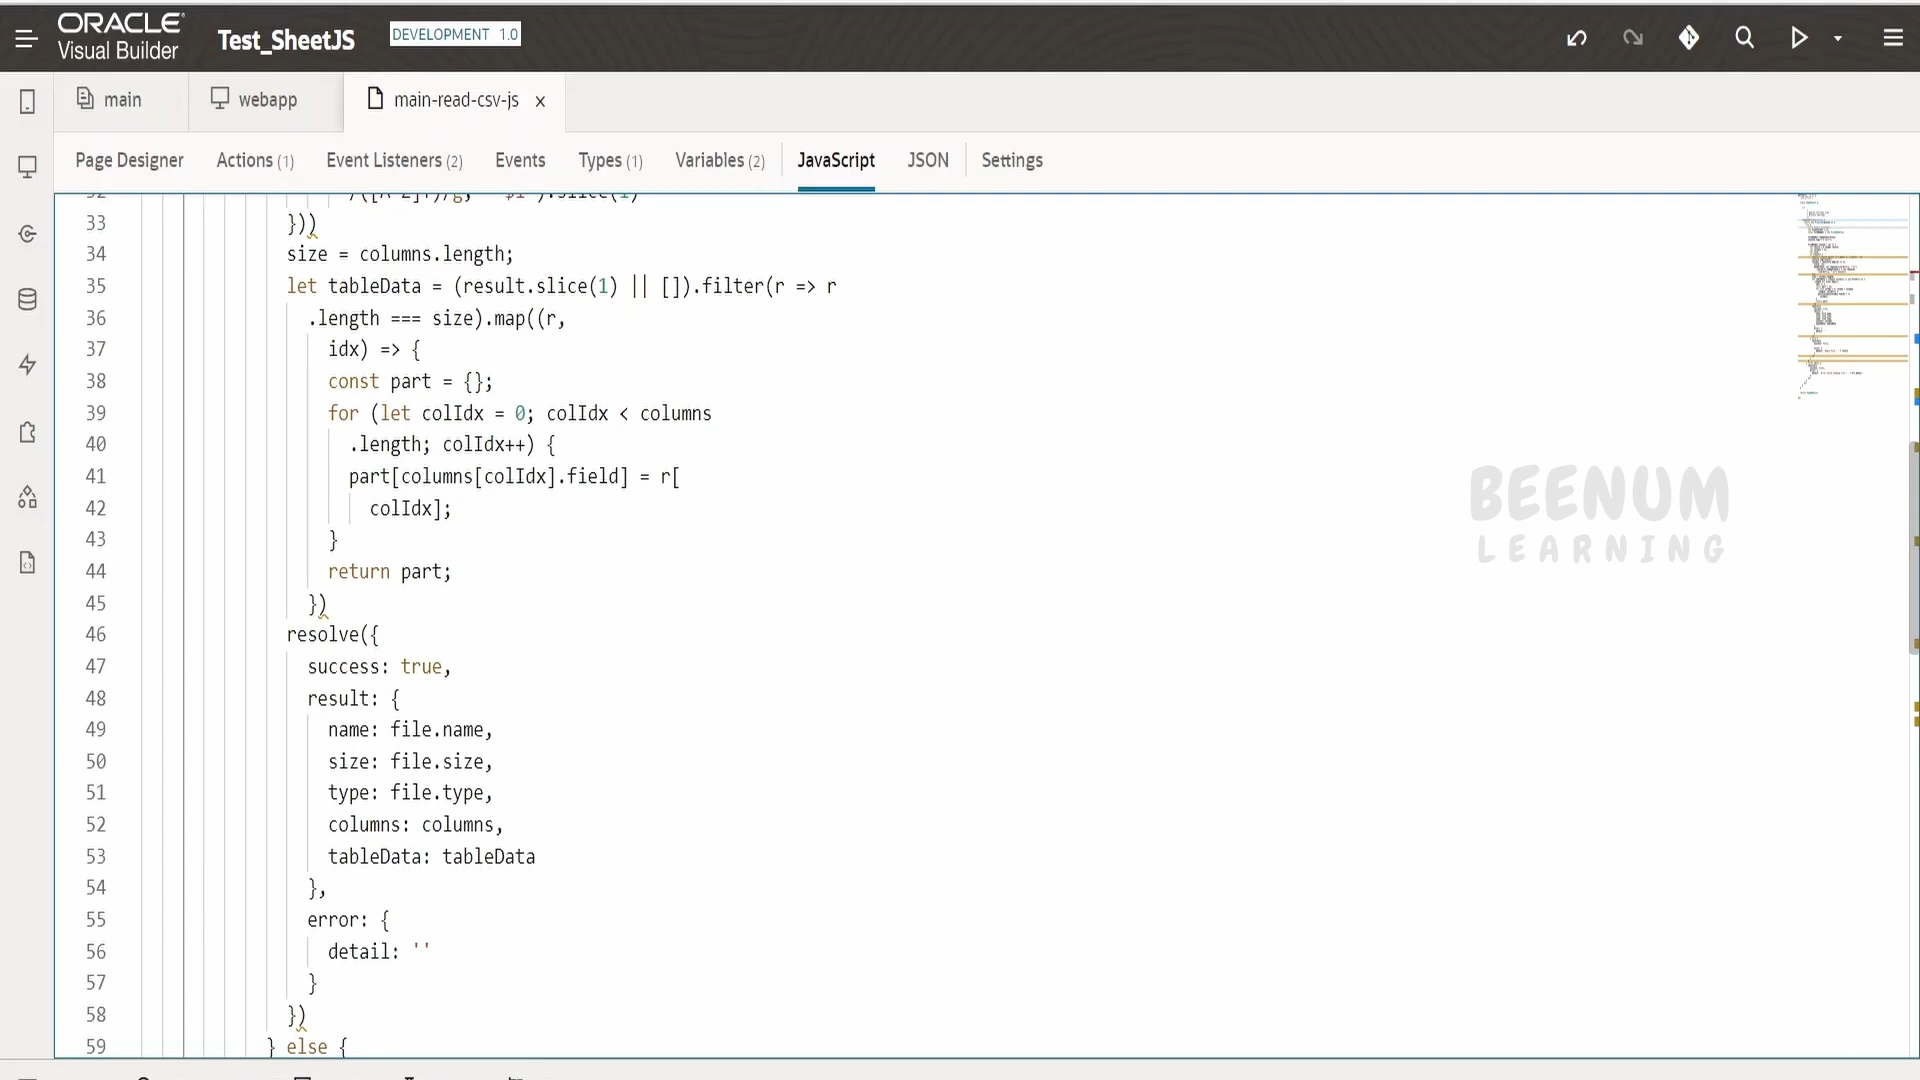 ORACLE
Visual Builder
Test_SheetJS
DEVELOPMENT 1.0
main
webapp
main-read-csv-js
Page Designer
Actions (1)
Event Listeners (2)
Events
Types (1)
Variables (2)
JavaScript
JSON
Settings
33 }))
34 size = columns.length;
35 let tableData = (result.slice(1) || []).filter(r => r
36 .length === size).map((r,
37 idx) => {
38 const part = {};
39 for (let colIdx = 0; colIdx < columns
40 .length; colIdx++) {
41 part[columns[colIdx].field] = r[
42 colIdx];
43 }
44 return part;
45 })
46 resolve({
47 success: true,
48 result: {
49 name: file.name,
50 size: file.size,
51 type: file.type,
52 columns: columns,
53 tableData: tableData
54 },
55 error: {
56 detail: ''
57 }
58 })
59 } else {
BEENUM
LEARNING